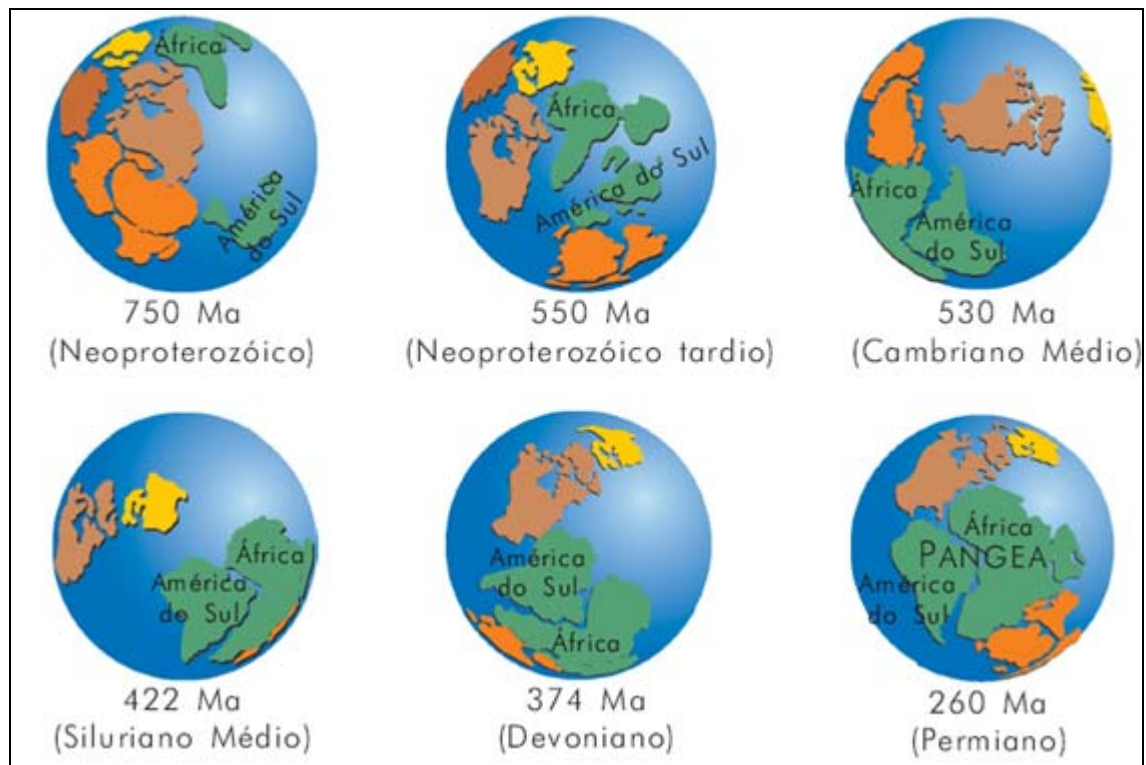 África
América
do Sul
750 Ma
(Neoproterozóico)
África
América do Sul
550 Ma
(Neoproterozóico tardio)
África
América
do Sul
530 Ma
(Cambriano Médio)
África
América
do Sul
422 Ma
(Siluriano Médio)
América
do Sul
África
374 Ma
(Devoniano)
África
PANGEA
América
do Sul
260 Ma
(Permiano)